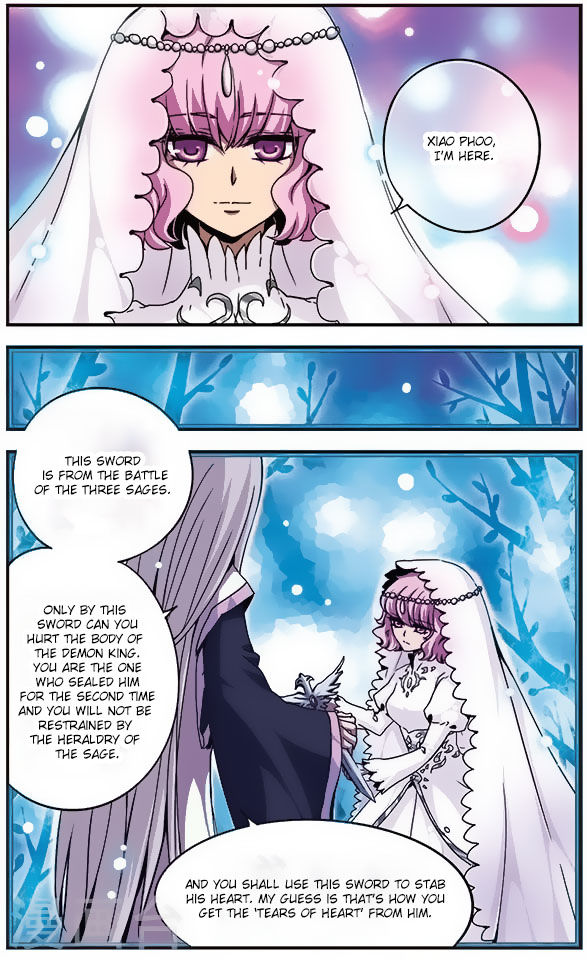 XIAO PHOO,
I'M HERE.
THIS SWORD
IS FROM THE BATTLE
OF THE THREE SAGES.
ONLY BY THIS
SWORD CAN YOU
HURT THE BODY OF
THE DEMON KING.
YOU ARE THE ONE
WHO SEALED HIM
FOR THE SECOND TIME
AND YOU WILL NOT BE
RESTRAINED BY
THE HERALDRY OF
THE SAGE.
AND YOU SHALL USE THIS SWORD TO STAB
HIS HEART. MY GUESS IS THAT'S HOW YOU
GET THE 'TEARS OF HEART' FROM HIM.